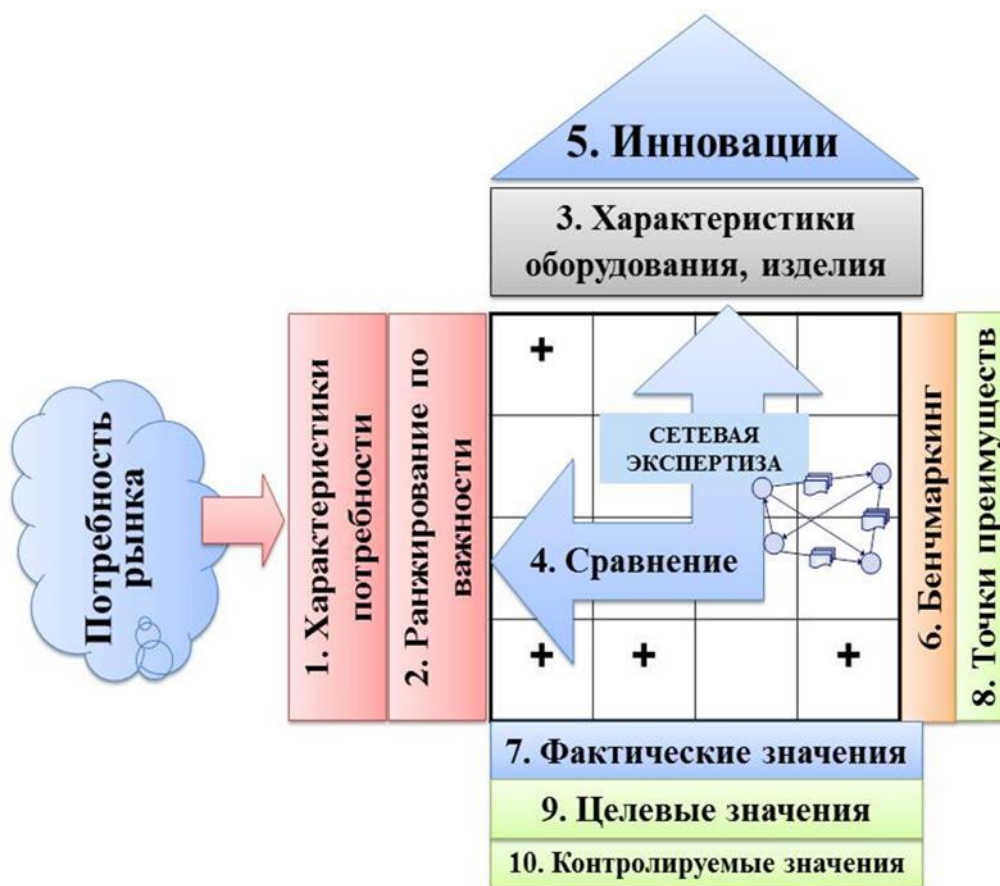 5. Инновации
3. Характеристики
оборудования, изделия
Потребность
рынка
1. Характеристики
потребности
2. Ранжирование по
важности
+
СЕТЕВАЯ
ЭКСПЕРТИЗА
4. Сравнение
+ + +
6. Бенчмаркинг
8. Точки преимуществ
7. Фактические значения
9. Целевые значения
10. Контролируемые значения